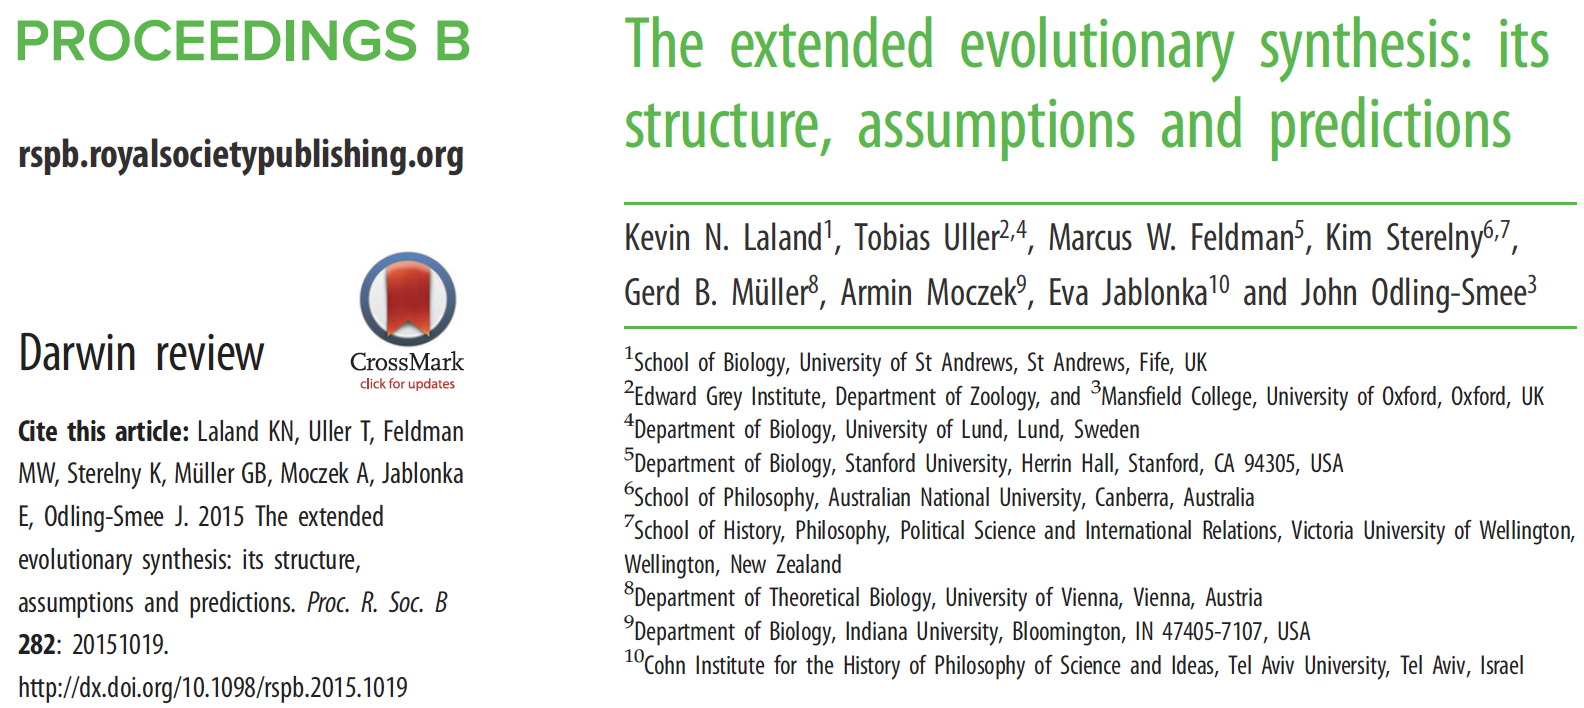 PROCEEDINGS B
rspb.royalsocietypublishing.org
Darwin review
CrossMark
click for updates
Cite this article: Laland KN, Uller T, Feldman
MW, Sterelny K, Müller GB, Moczek A, Jablonka
E, Odling-Smee J. 2015 The extended
evolutionary synthesis: its structure,
assumptions and predictions. Proc. R. Soc. B
282: 20151019.
http://dx.doi.org/10.1098/rspb.2015.1019
The extended evolutionary synthesis: its
structure, assumptions and predictions
Kevin N. Laland1, Tobias Uller2,4, Marcus W. Feldman5, Kim Sterelny6,7,
Gerd B. Müller8, Armin Moczek9, Eva Jablonka10 and John Odling-Smee3
1School of Biology, University of St Andrews, St Andrews, Fife, UK
2Edward Grey Institute, Department of Zoology, and 3Mansfield College, University of Oxford, Oxford, UK
4Department of Biology, University of Lund, Lund, Sweden
5Department of Biology, Stanford University, Herrin Hall, Stanford, CA 94305, USA
6School of Philosophy, Australian National University, Canberra, Australia
7School of History, Philosophy, Political Science and International Relations, Victoria University of Wellington,
Wellington, New Zealand
8Department of Theoretical Biology, University of Vienna, Vienna, Austria
9Department of Biology, Indiana University, Bloomington, IN 47405-7107, USA
10Cohn Institute for the History of Philosophy of Science and Ideas, Tel Aviv University, Tel Aviv, Israel